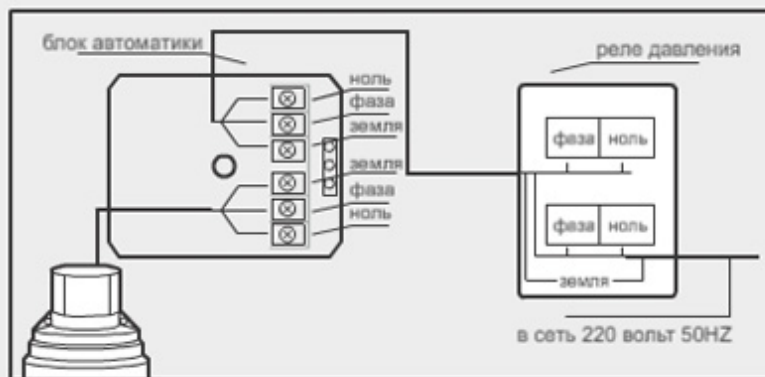 блок автоматики
реле давления
ноль
фаза
земля
земля
фаза
ноль
фаза ноль
фаза ноль
земля
в сеть 220 вольт 50HZ